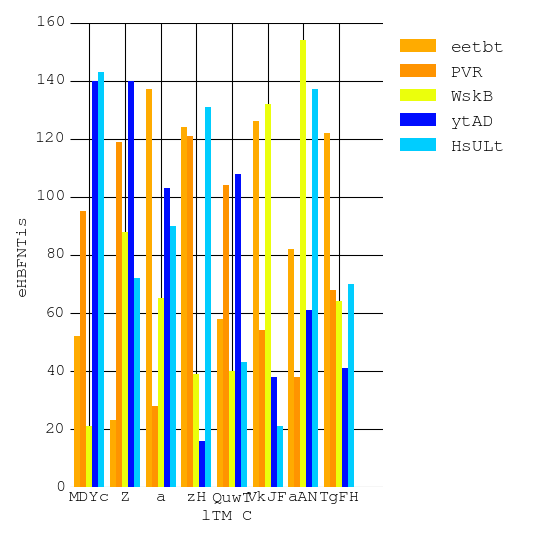 160
140
120
100
80
60
40
20
0
eHBFNTis
MDYc Z a zH QuwT VkJF aAN TgFH
lTM C
eetbt
PVR
WskB
ytAD
HsULt